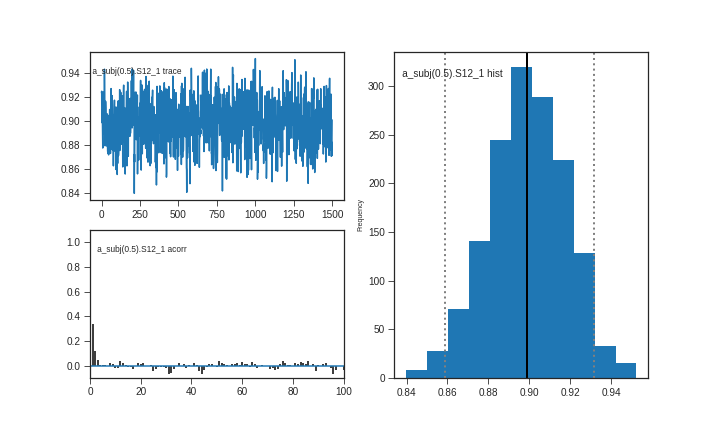 a_subj(0.5).S12_1 trace
0.94
0.92
0.90
0.88
0.86
0.84
0 250 500 750 1000 1250 1500
a_subj(0.5).S12_1 acorr
1.0
0.8
0.6
0.4
0.2
0.0
0 20 40 60 80 100
a_subj(0.5).S12_1 hist
Frequency
300
250
200
150
100
50
0
0.84 0.86 0.88 0.90 0.92 0.94